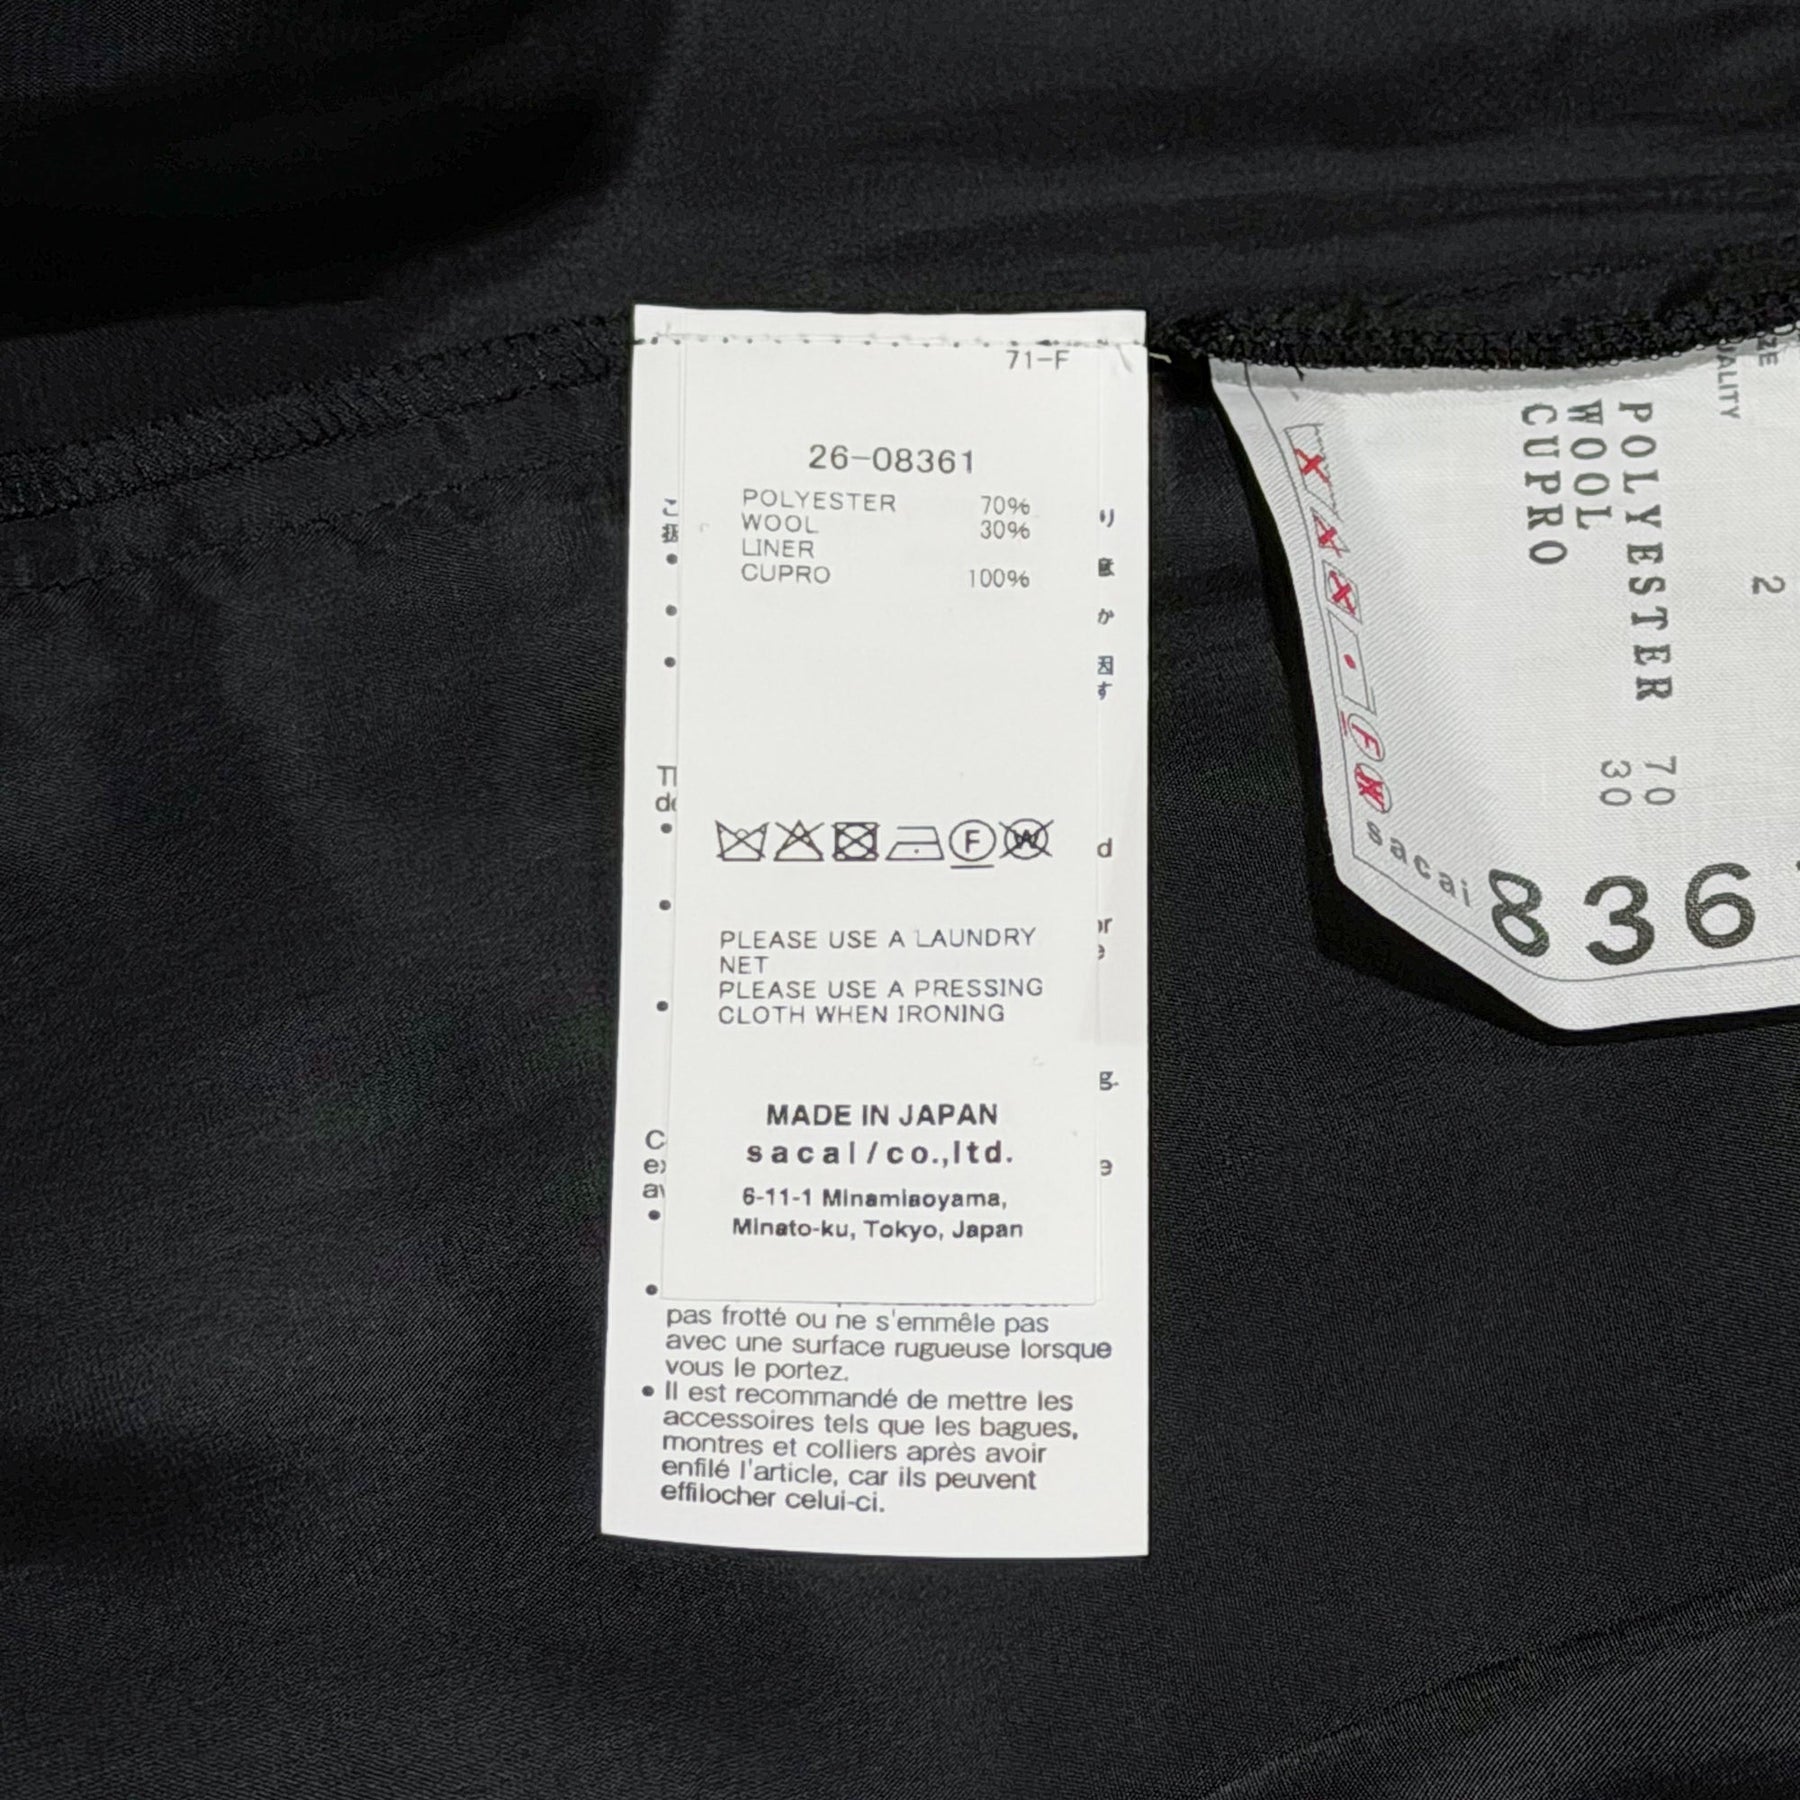 71-F
26-08361
POLYESTER 70%
WOOL 30%
LINER
CUPRO 100%
F W
PLEASE USE A LAUNDRY
NET
PLEASE USE A PRESSING
CLOTH WHEN IRONING
MADE IN JAPAN
sacai/co.,ltd.
6-11-1 Minamiaoyama,
Minato-ku, Tokyo, Japan
pas frotté ou ne s'emmêle pas
avec une surface rugueuse lorsque
vous le portez.
• Il est recommandé de mettre les
accessoires tels que les bagues,
montres et colliers après avoir
enfilé l'article, car ils peuvent
effilocher celui-ci.
2
POLYESTER 70
WOOL 30
CUPRO
F W
sacai
836